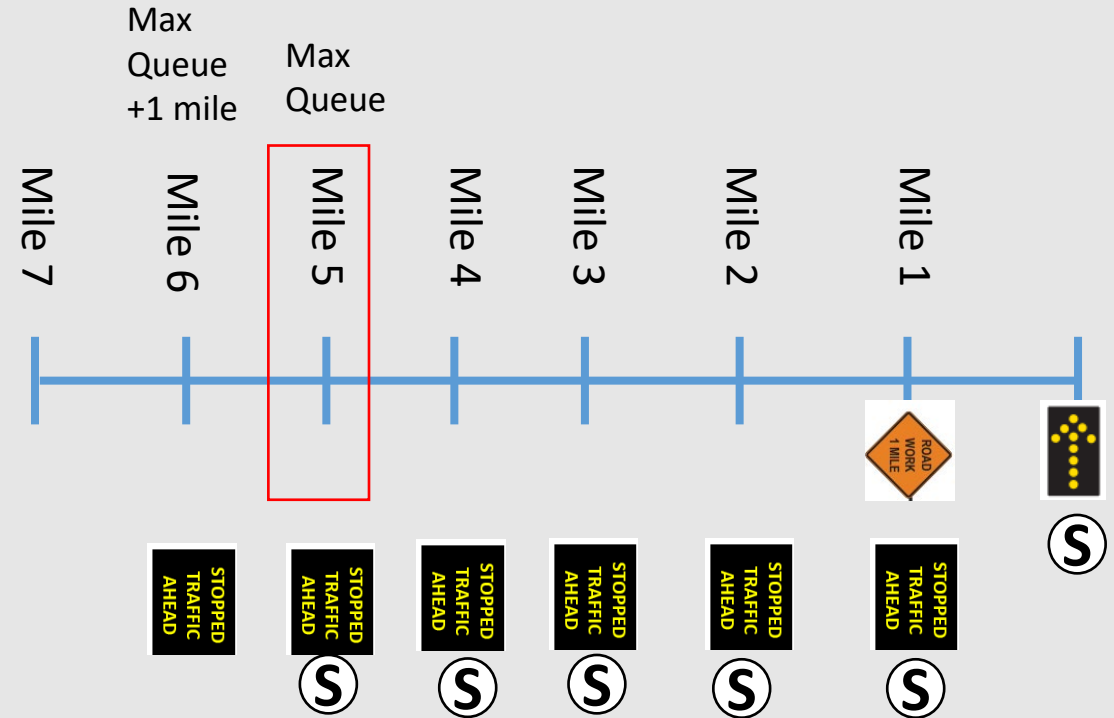 Max
Queue
+1 mile
Max
Queue
Mile 7
Mile 6
Mile 5
Mile 4
Mile 3
Mile 2
Mile 1
ROAD
WORK
1 MILE
STOPPED
TRAFFIC
AHEAD
STOPPED
TRAFFIC
AHEAD
STOPPED
TRAFFIC
AHEAD
STOPPED
TRAFFIC
AHEAD
STOPPED
TRAFFIC
AHEAD
STOPPED
TRAFFIC
AHEAD
S
S
S
S
S
S